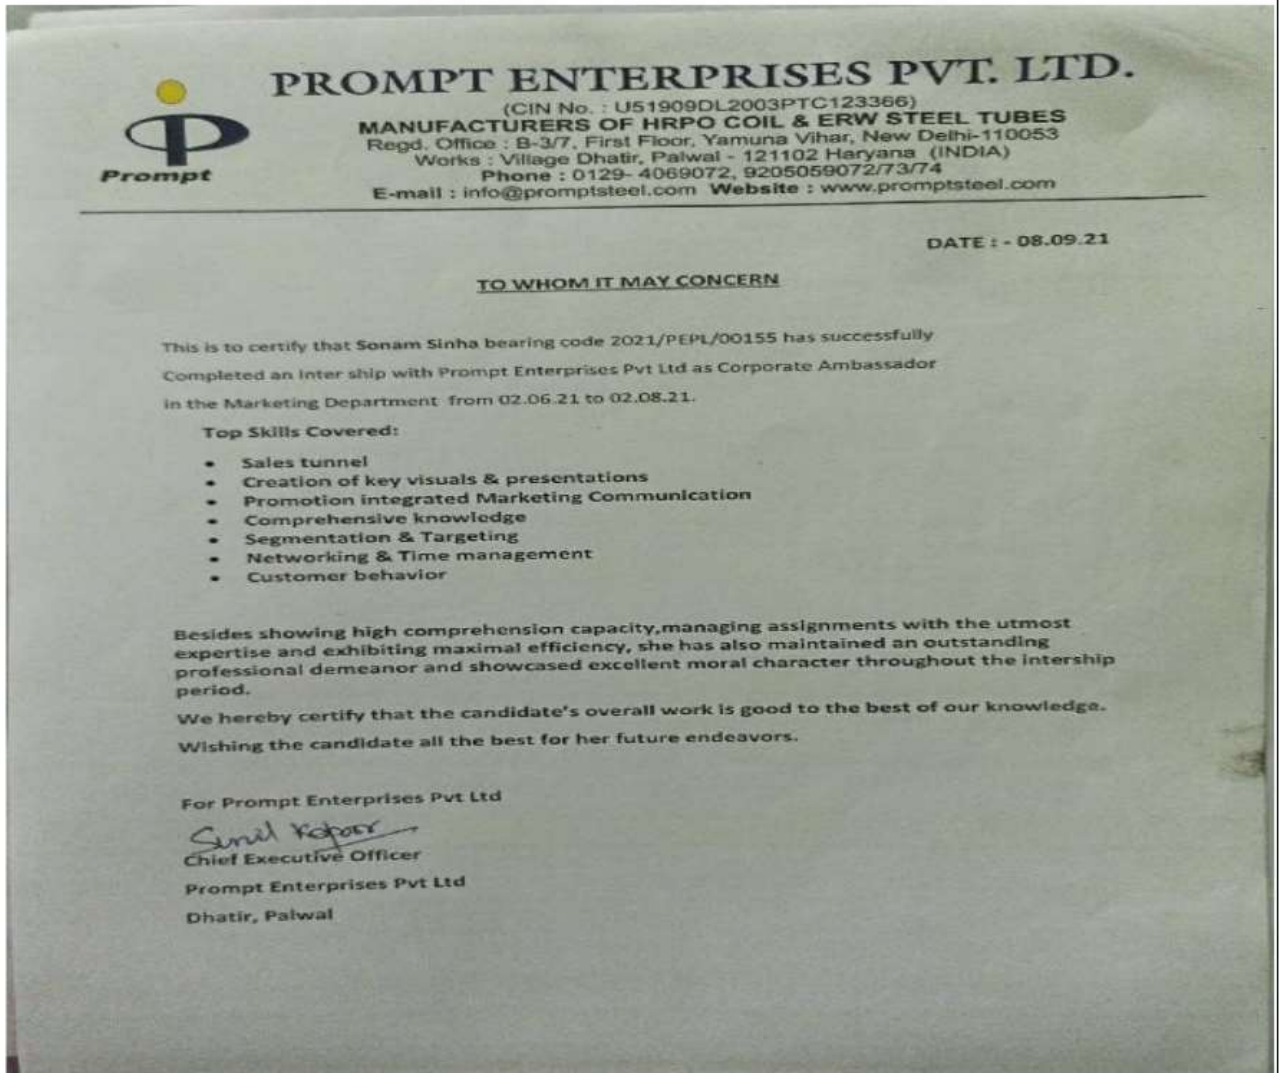 PROMPT ENTERPRISES PVT. LTD.
(CIN No. : U51909DL2003PTC123366)
MANUFACTURERS OF HRPO COIL & ERW STEEL TUBES
Regd. Office : B-3/7, First Floor, Yamuna Vihar, New Delhi-110053
Works : Village Dhatir, Palwal - 121102 Haryana (INDIA)
Phone : 0129- 4069072, 9205059072/73/74
E-mail : info@promptsteel.com Website : www.promptsteel.com
Prompt
DATE : - 08.09.21
TO WHOM IT MAY CONCERN
This is to certify that Sonam Sinha bearing code 2021/PEPL/00155 has successfully
Completed an Inter ship with Prompt Enterprises Pvt Ltd as Corporate Ambassador
in the Marketing Department from 02.06.21 to 02.08.21.
Top Skills Covered:
• Sales tunnel
• Creation of key visuals & presentations
• Promotion integrated Marketing Communication
• Comprehensive knowledge
• Segmentation & Targeting
• Networking & Time management
• Customer behavior
Besides showing high comprehension capacity,managing assignments with the utmost
expertise and exhibiting maximal efficiency, she has also maintained an outstanding
professional demeanor and showcased excellent moral character throughout the intership
period.
We hereby certify that the candidate's overall work is good to the best of our knowledge.
Wishing the candidate all the best for her future endeavors.
For Prompt Enterprises Pvt Ltd
Sunil Kapoor
Chief Executive Officer
Prompt Enterprises Pvt Ltd
Dhatir, Palwal